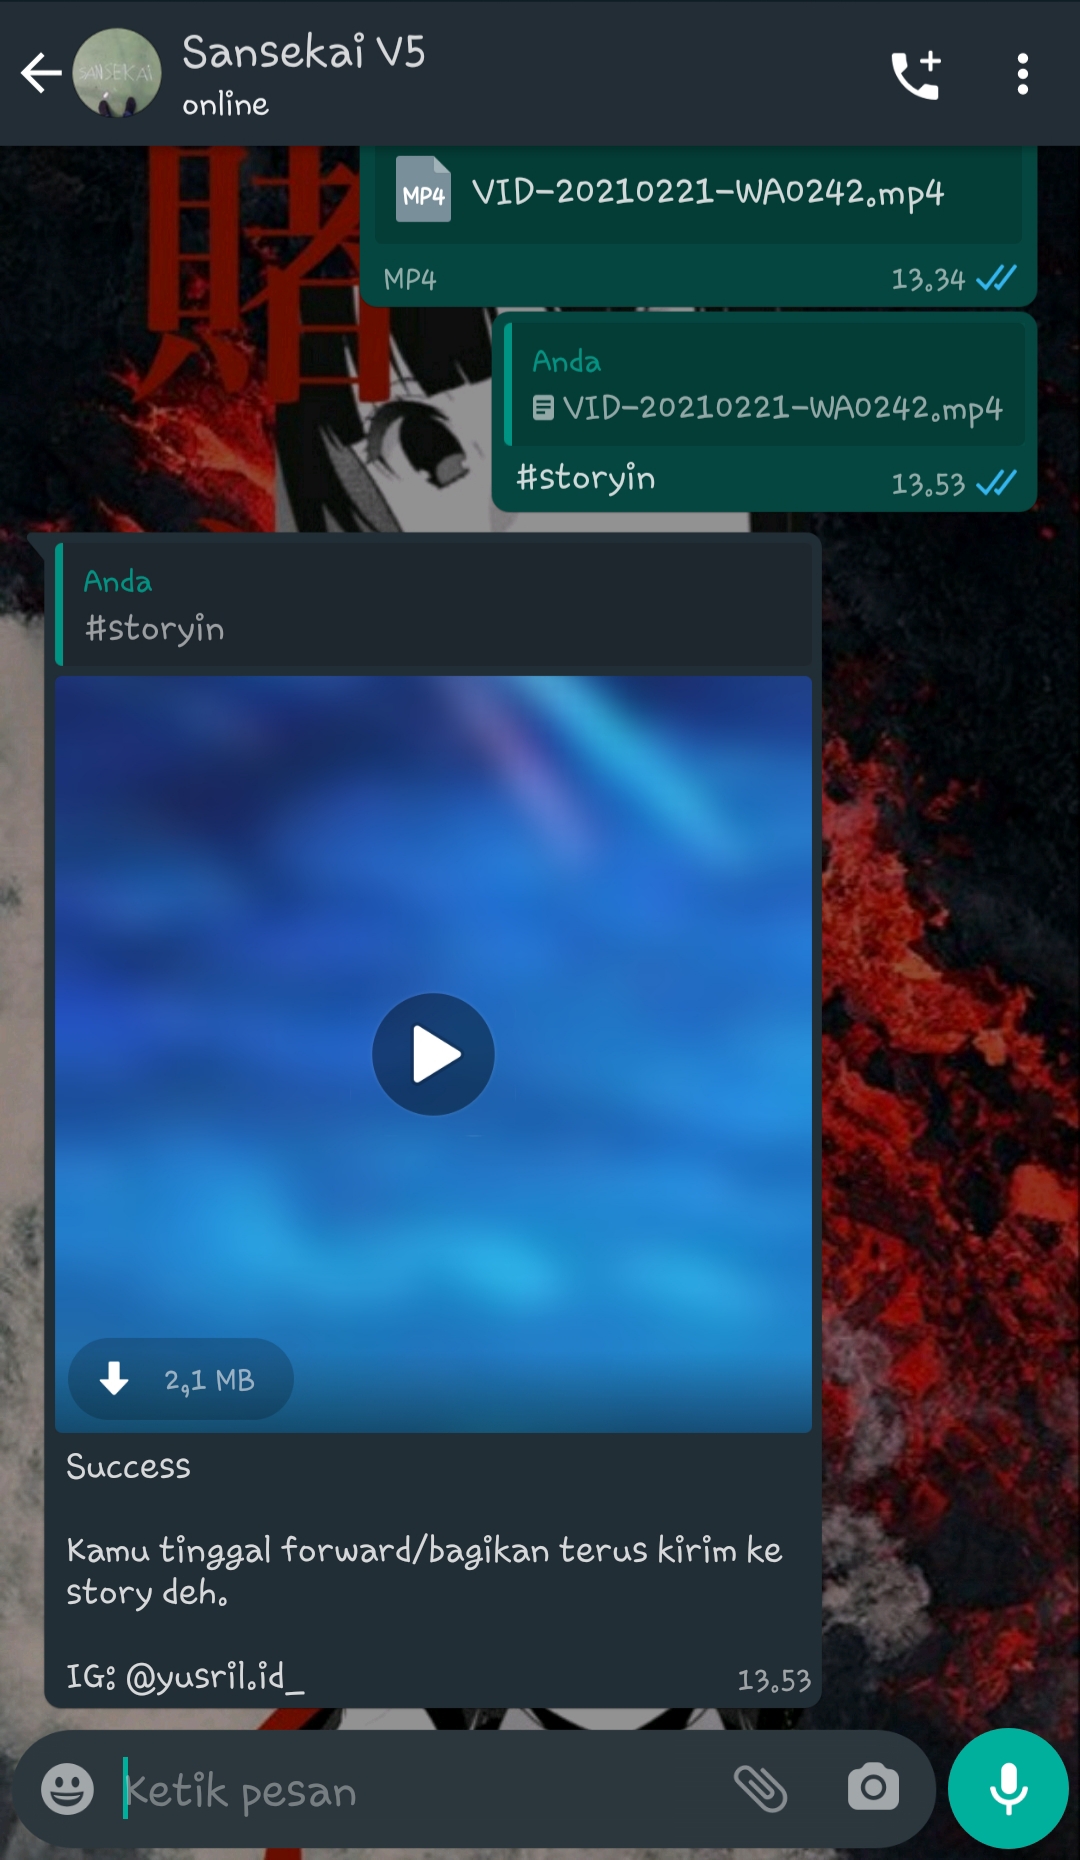 Sansekai V5
online
SANSEKAI
賭
MP4
VID-20210221-WA0242.mp4
MP4
13.34
Anda
VID-20210221-WA0242.mp4
#storyin
13.53
Anda
#storyin
2,1 MB
Success
Kamu tinggal forward/bagikan terus kirim ke
story deh.
IG: @yusril.id_
13.53
Ketik pesan